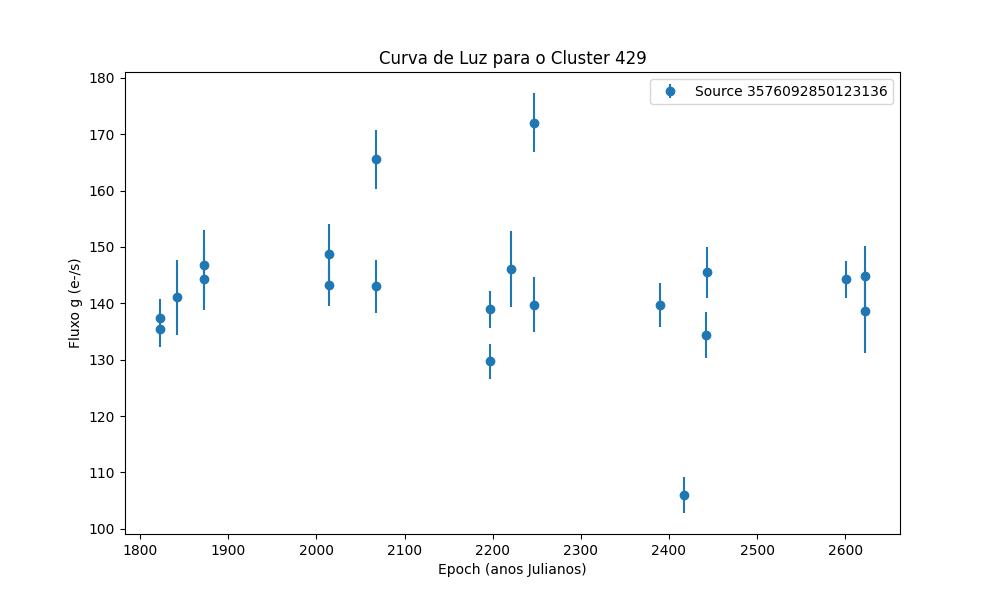 Curva de Luz para o Cluster 429
Source 3576092850123136
Fluxo g (e-/s)
180
170
160
150
140
130
120
110
100
1800 1900 2000 2100 2200 2300 2400 2500 2600
Epoch (anos Julianos)